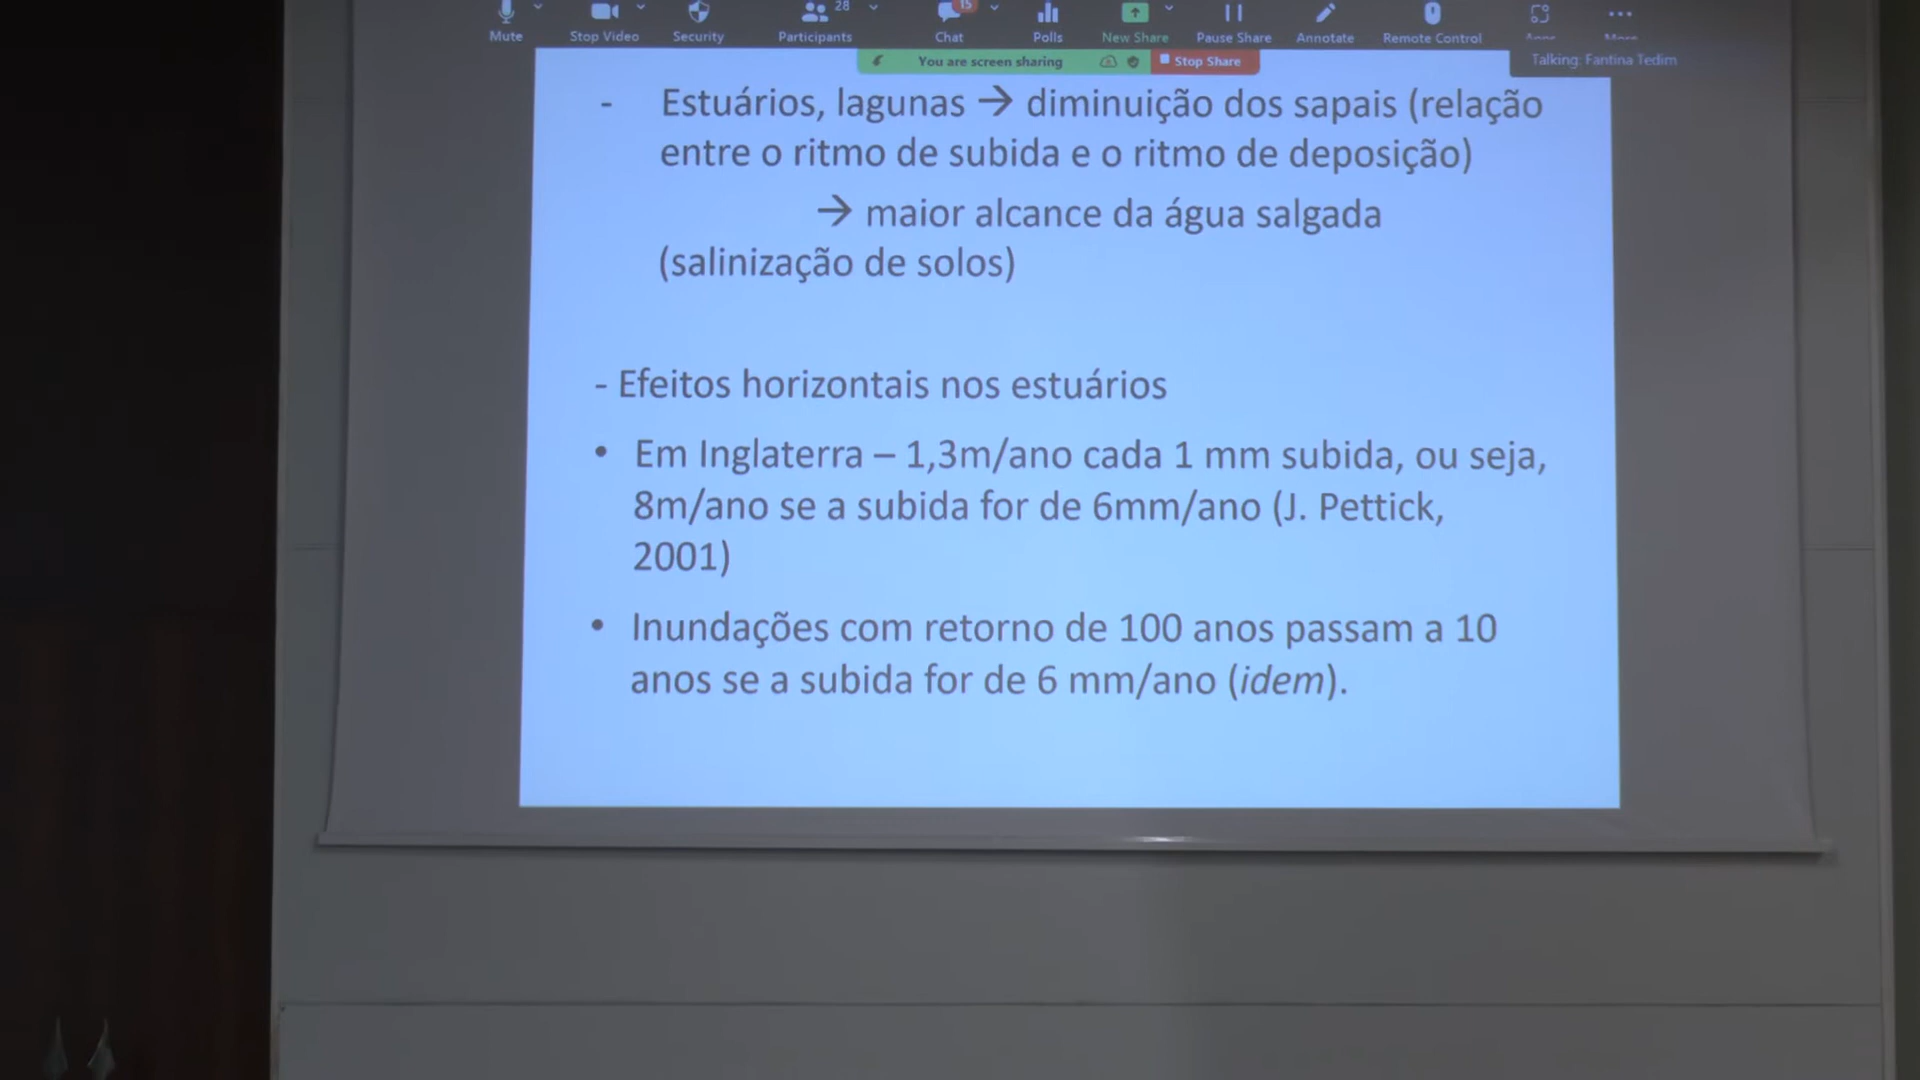 28
15
Mute
Stop Video
Security
Participants
Chat
Polls
New Share
Pause Share
Annotate
Remote Control
You are screen sharing
Stop Share
Talking: Fantina Tedim
- Estuários, lagunas → diminuição dos sapais (relação
entre o ritmo de subida e o ritmo de deposição)
→ maior alcance da água salgada
(salinização de solos)
- Efeitos horizontais nos estuários
• Em Inglaterra – 1,3m/ano cada 1 mm subida, ou seja,
8m/ano se a subida for de 6mm/ano (J. Pettick,
2001)
• Inundações com retorno de 100 anos passam a 10
anos se a subida for de 6 mm/ano (idem).